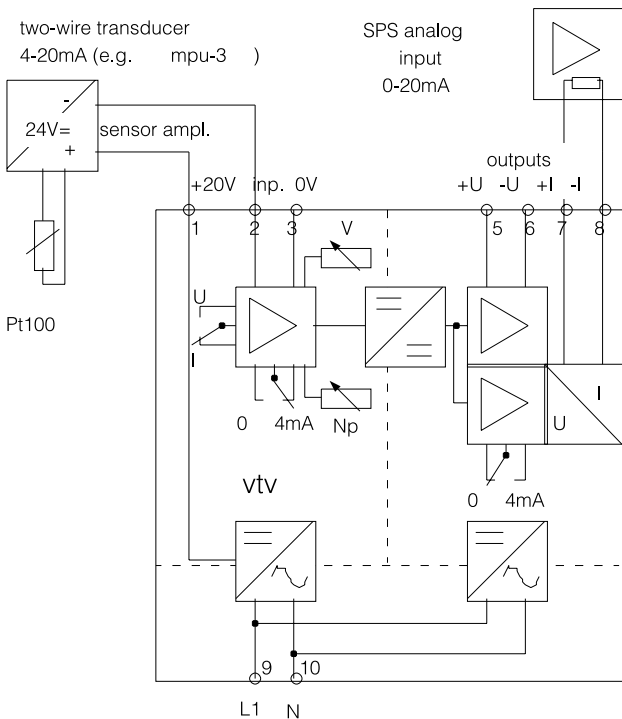 two-wire transducer
4-20mA (e.g. mpu-3 )
SPS analog
input
0-20mA
-
24V=
+
sensor ampl.
outputs
+20V inp. 0V
+U -U +I -I
1 2 3 5 6 7 8
V
U
I
Pt100
0 4mA Np
U I
vtv
0 4mA
9 10
L1 N